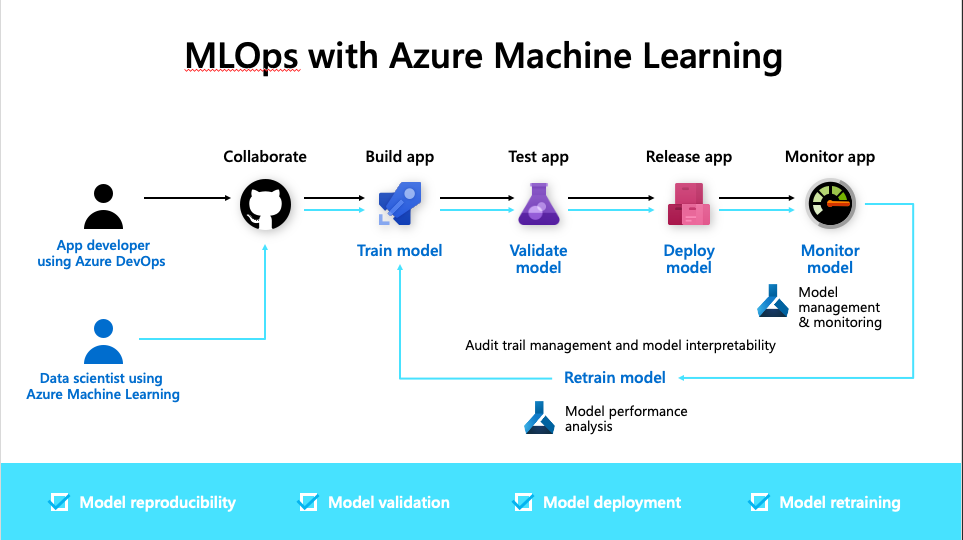 MLOps with Azure Machine Learning
Collaborate
Build app
Test app
Release app
Monitor app
App developer
using Azure DevOps
Train model
Validate
model
Deploy
model
Monitor
model
Model
management
& monitoring
Data scientist using
Azure Machine Learning
Audit trail management and model interpretability
Retrain model
Model performance
analysis
Model reproducibility
Model validation
Model deployment
Model retraining